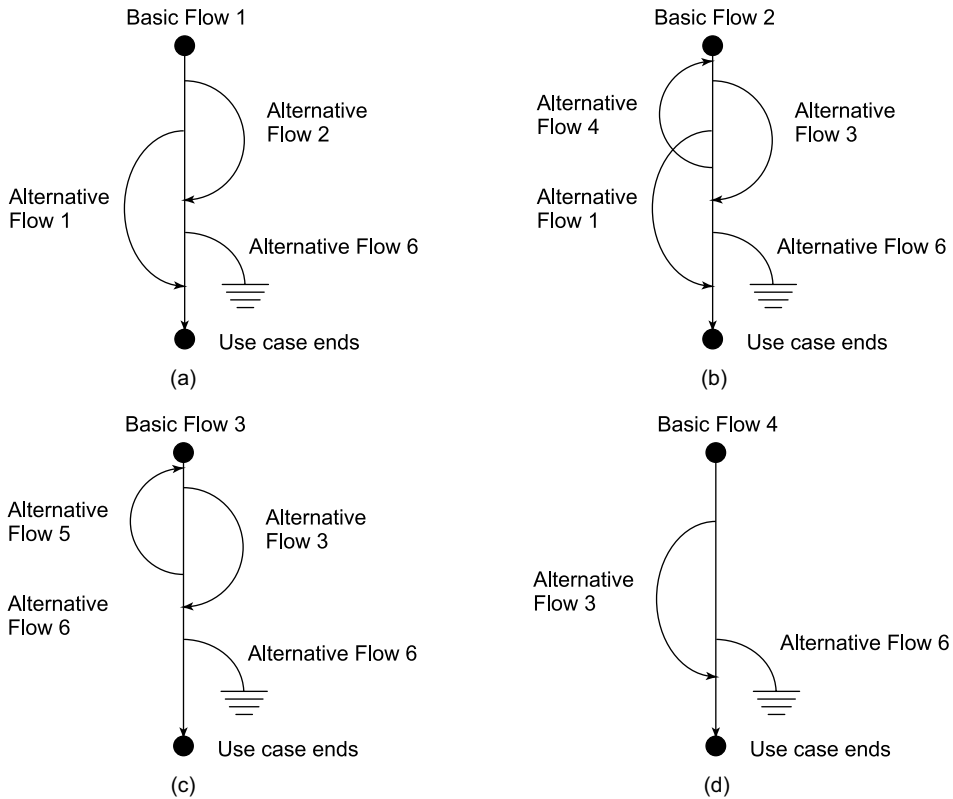 Basic Flow 1
Alternative
Flow 2
Alternative
Flow 1
Alternative Flow 6
Use case ends
(a)
Basic Flow 2
Alternative
Flow 4
Alternative
Flow 3
Alternative
Flow 1
Alternative Flow 6
Use case ends
(b)
Basic Flow 3
Alternative
Flow 5
Alternative
Flow 3
Alternative
Flow 6
Alternative Flow 6
Use case ends
(c)
Basic Flow 4
Alternative
Flow 3
Alternative Flow 6
Use case ends
(d)